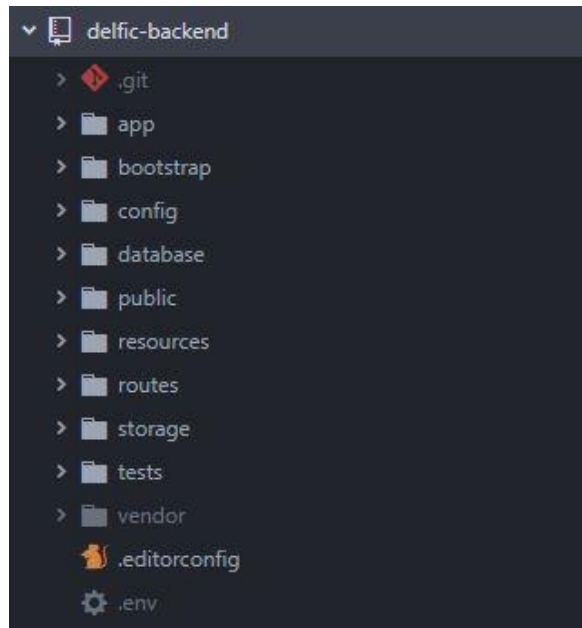 delfic-backend
.git
app
bootstrap
config
database
public
resources
routes
storage
tests
vendor
.editorconfig
.env